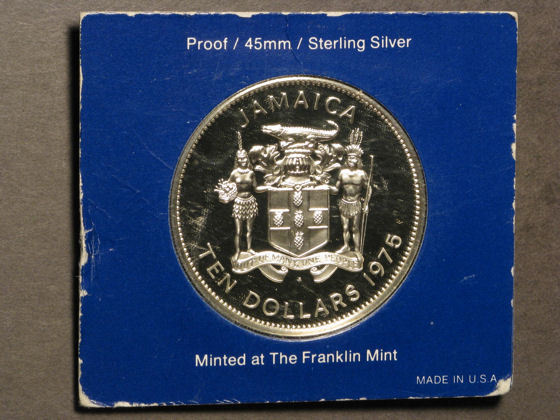 Proof / 45mm / Sterling Silver
JAMAICA
OUT OF MANY, ONE PEOPLE
TEN DOLLARS 1975
Minted at The Franklin Mint
MADE IN U.S.A.